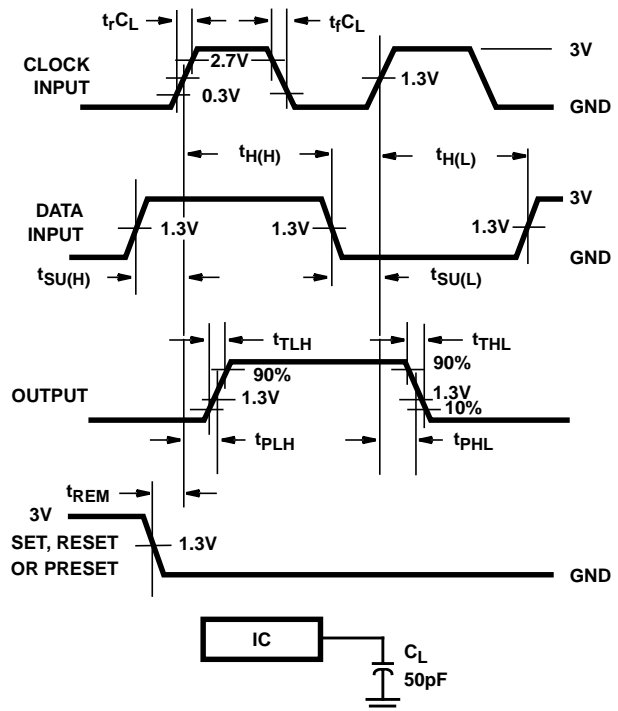 trCL
tfCL
CLOCK
INPUT
2.7V
0.3V
1.3V
3V
GND
tH(H)
tH(L)
DATA
INPUT
1.3V
1.3V
1.3V
3V
GND
tSU(H)
tSU(L)
tTLH
tTHL
OUTPUT
90%
1.3V
90%
1.3V
10%
tPLH
tPHL
tREM
3V
SET, RESET
OR PRESET
1.3V
GND
IC
CL
50pF